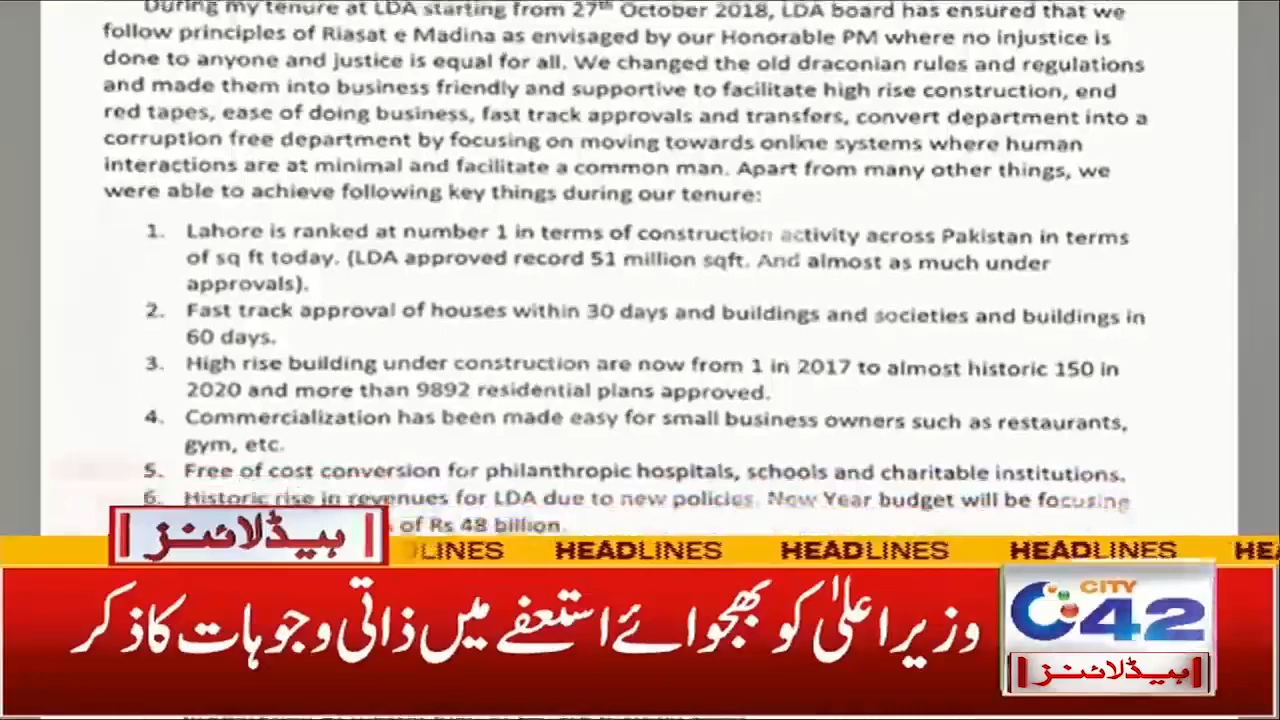 During my tenure at LDA starting from 27th October 2018, LDA board has ensured that we
follow principles of Riasat e Madina as envisaged by our Honorable PM where no injustice is
done to anyone and justice is equal for all. We changed the old draconian rules and regulations
and made them into business friendly and supportive to facilitate high rise construction, end
red tapes, ease of doing business, fast track approvals and transfers, convert department into a
corruption free department by focusing on moving towards online systems where human
interactions are at minimal and facilitate a common man. Apart from many other things, we
were able to achieve following key things during our tenure:
1. Lahore is ranked at number 1 in terms of construction activity across Pakistan in terms
of sq ft today. (LDA approved record 51 million sqft. And almost as much under
approvals).
2. Fast track approval of houses within 30 days and buildings and societies and buildings in
60 days.
3. High rise building under construction are now from 1 in 2017 to almost historic 150 in
2020 and more than 9892 residential plans approved.
4. Commercialization has been made easy for small business owners such as restaurants,
gym, etc.
5. Free of cost conversion for philanthropic hospitals, schools and charitable institutions.
6. Historic rise in revenues for LDA due to new policies. New Year budget will be focusing
of Rs 48 billion.
ہیڈلائنز
LINES HEADLINES HEADLINES HEADLINES HE
وزیراعلیٰ کو بھجوائے استعفے میں ذاتی وجوہات کا ذکر
CITY
42
ہیڈلائنز